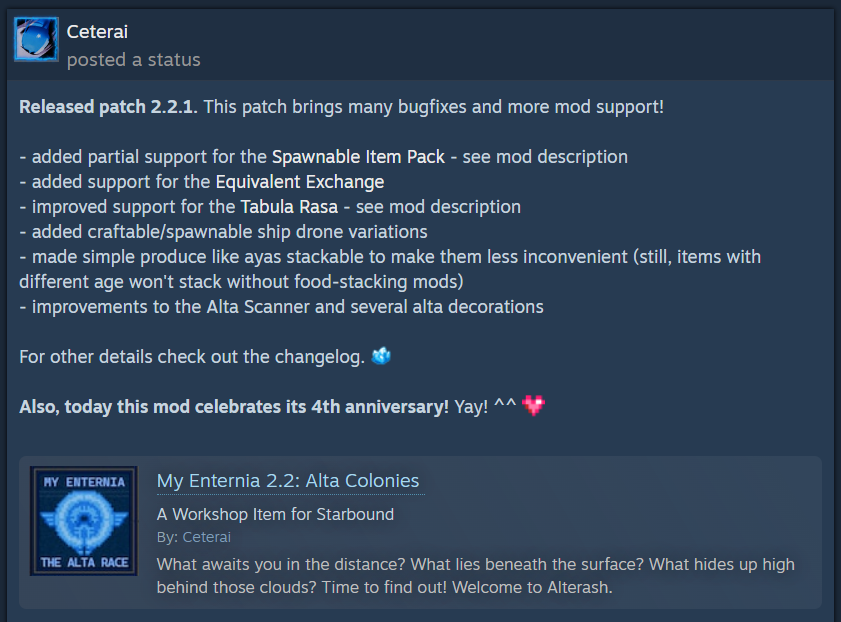 Ceterai
posted a status
Released patch 2.2.1. This patch brings many bugfixes and more mod support!
- added partial support for the Spawnable Item Pack - see mod description
- added support for the Equivalent Exchange
- improved support for the Tabula Rasa - see mod description
- added craftable/spawnable ship drone variations
- made simple produce like ayas stackable to make them less inconvenient (still, items with
different age won't stack without food-stacking mods)
- improvements to the Alta Scanner and several alta decorations
For other details check out the changelog.
Also, today this mod celebrates its 4th anniversary! Yay! ^^
MY ENTERNIA
THE ALTA RACE
My Enternia 2.2: Alta Colonies
A Workshop Item for Starbound
By: Ceterai
What awaits you in the distance? What lies beneath the surface? What hides up high
behind those clouds? Time to find out! Welcome to Alterash.